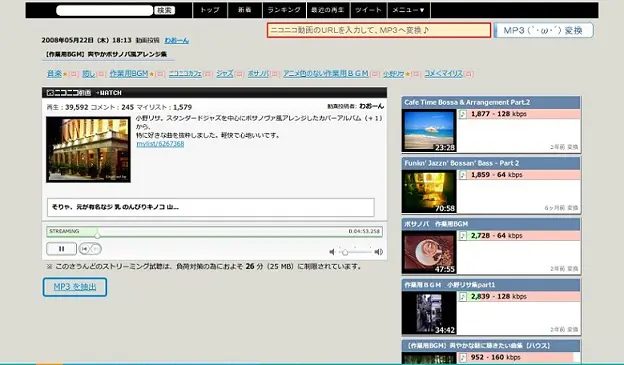 検索
トップ 新着 ランキング 最近の再生 ツイート メニュー▼
ニコニコ動画のURLを入力して、MP3へ変換♪
MP3 (´・ω・`) 変換
2008年05月22日（木）18:13 動画投稿 わおーん
【作業用BGM】爽やかボサノバ風アレンジ集
音楽★ 癒し 作業用BGM★ ニコニコカフェ ジャズ ボサノバ アニメ色のない作業用BGM 小野リサ★ コメ<マイリス
ニコニコ動画 WATCH
再生：39,592 コメント：245 マイリスト：1,579
動画投稿者: わおーん
小野リサ。スタンダードジャズを中心にボサノヴァ風アレンジしたカバーアルバム（＋1）
から、
特に好きな曲を抜粋しました。軽快で心地いいです。
mylist/6267368
そりゃ、元が有名な少 乳 のんびりキノコ 山...
STREAMING
0:04:53.258
※ このさうんどのストリーミング試聴は、負荷対策の為におよそ 26 分（25 MB）に制限されています。
MP3 を抽出
Cafe Time Bossa & Arrangement Part.2
1,877 - 128 kbps
23:28
2年前 変換
Funkn' Jazzn' Bossan' Bass - Part 2
1,859 - 64 kbps
70:58
6ヶ月前 変換
ボサノバ 作業用BGM
2,728 - 64 kbps
47:55
2年前 変換
作業用ＢＧＭ 小野リサ集part1
2,839 - 128 kbps
34:42
2年前 変換
【作業用BGM】爽やかな朝に聴きたい曲集【ハウス】
952 - 160 kbps